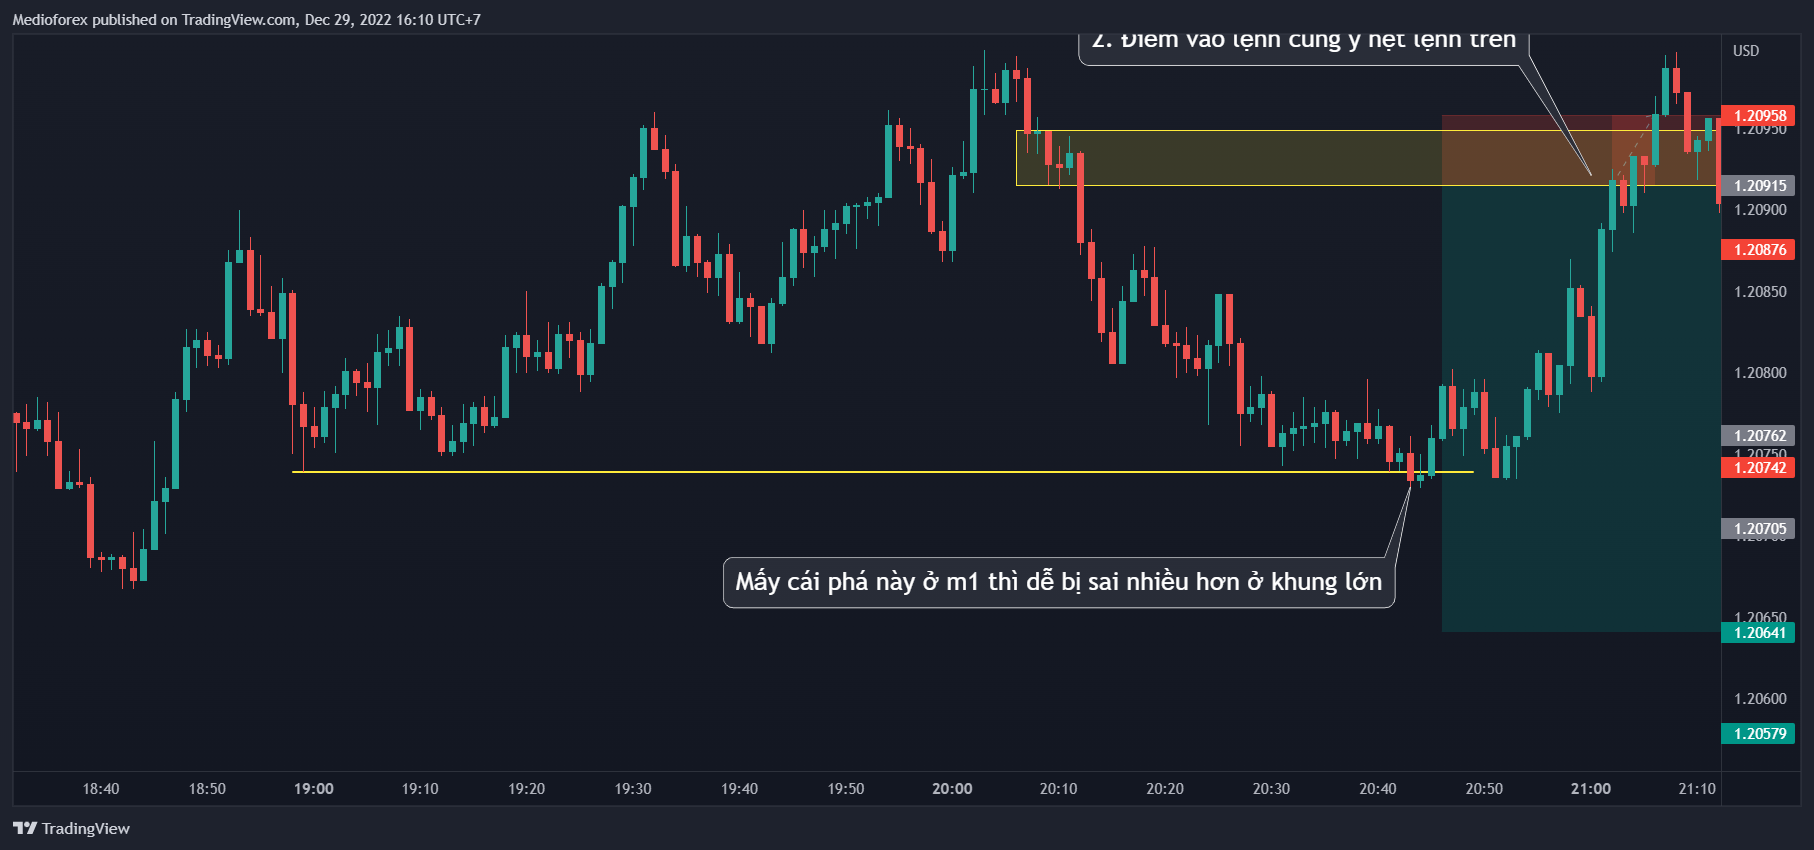 Medioforex published on TradingView.com, Dec 29, 2022 16:10 UTC+7
2. Điểm vào lệnh cũng y hệt lệnh trên
USD
1.20958
1.20950
1.20915
1.20900
1.20876
1.20850
1.20800
1.20762
1.20750
1.20742
1.20705
1.20700
Mấy cái phá này ở m1 thì dễ bị sai nhiều hơn ở khung lớn
1.20650
1.20641
1.20600
1.20579
18:40 18:50 19:00 19:10 19:20 19:30 19:40 19:50 20:00 20:10 20:20 20:30 20:40 20:50 21:00 21:10
TradingView